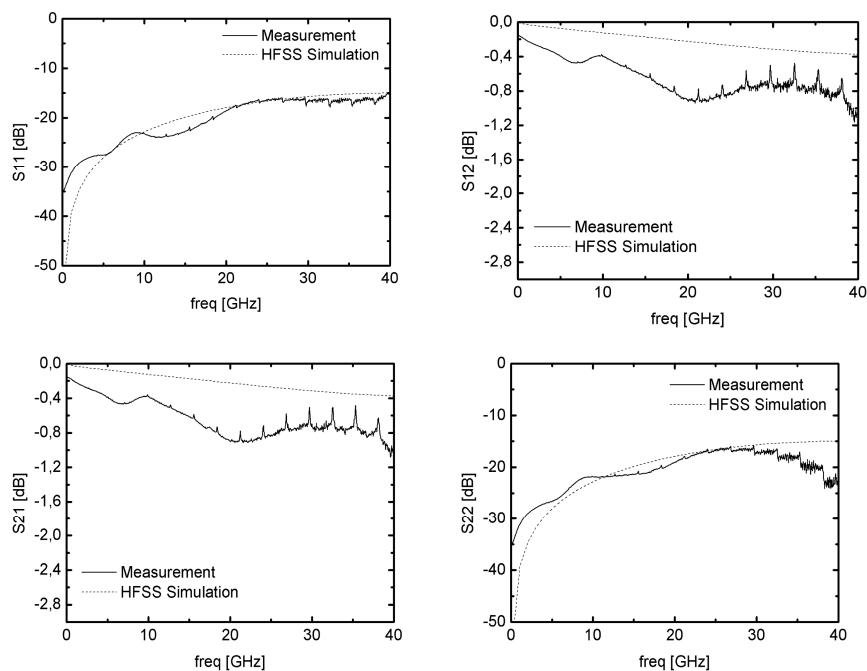 0
-10
-20
-30
-40
-50
S11 [dB]
Measurement
HFSS Simulation
0 10 20 30 40
freq [GHz]
0,0
-0,4
-0,8
-1,2
-1,6
-2,0
-2,4
-2,8
S12 [dB]
Measurement
HFSS Simulation
0 10 20 30 40
freq [GHz]
0,0
-0,4
-0,8
-1,2
-1,6
-2,0
-2,4
-2,8
S21 [dB]
Measurement
HFSS Simulation
0 10 20 30 40
freq [GHz]
0
-10
-20
-30
-40
-50
S22 [dB]
Measurement
HFSS Simulation
0 10 20 30 40
freq [GHz]